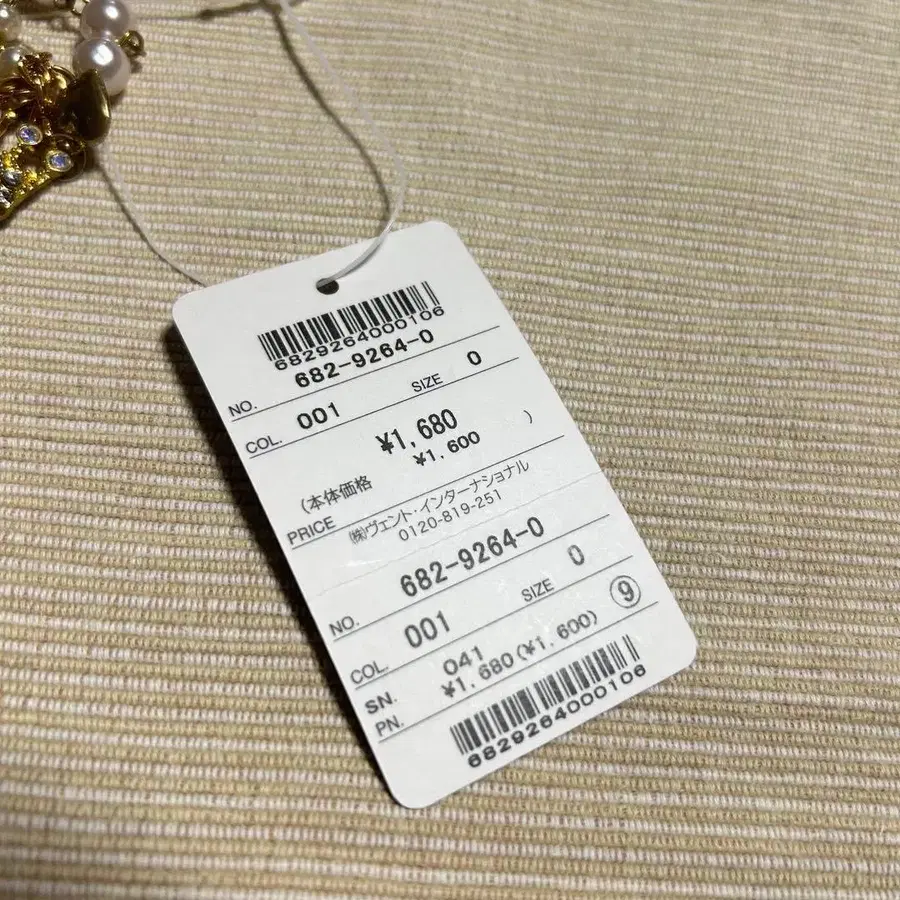 6829264000106
NO. 682-9264-0
COL. 001 SIZE 0
¥1,680
(本体価格 ¥1,600 )
PRICE ㈱ヴェント・インターナショナル
0120-819-251
NO. 682-9264-0
COL. 001 SIZE 0
SN. 041 ⑨
PN. ¥1,680(¥1,600)
6829264000106